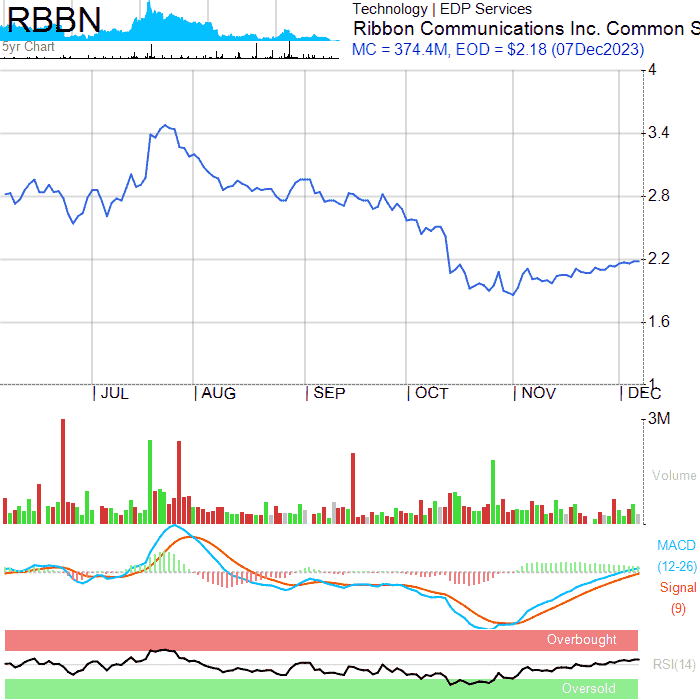 RBBN
5yr Chart
Technology | EDP Services
Ribbon Communications Inc. Common S
MC = 374.4M, EOD = $2.18 (07Dec2023)
4
3.4
2.8
2.2
1.6
1
JUL AUG SEP OCT NOV DEC
3M
Volume
MACD
(12-26)
Signal
(9)
Overbought
RSI(14)
Oversold